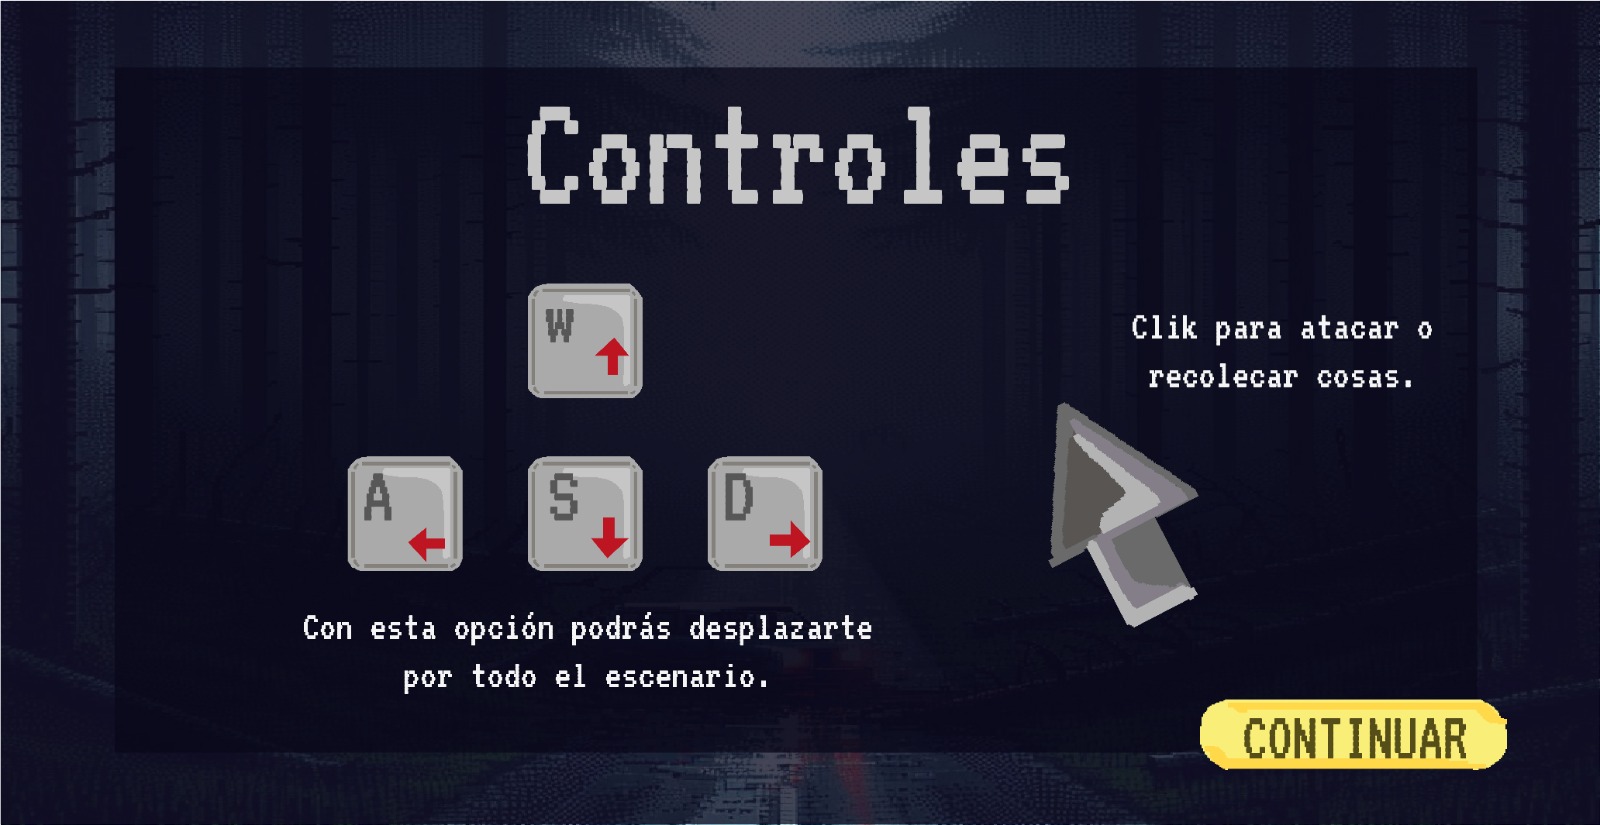 Controles
W
Clik para atacar o
recolecar cosas.
A
S
D
Con esta opción podrás desplazarte
por todo el escenario.
CONTINUAR